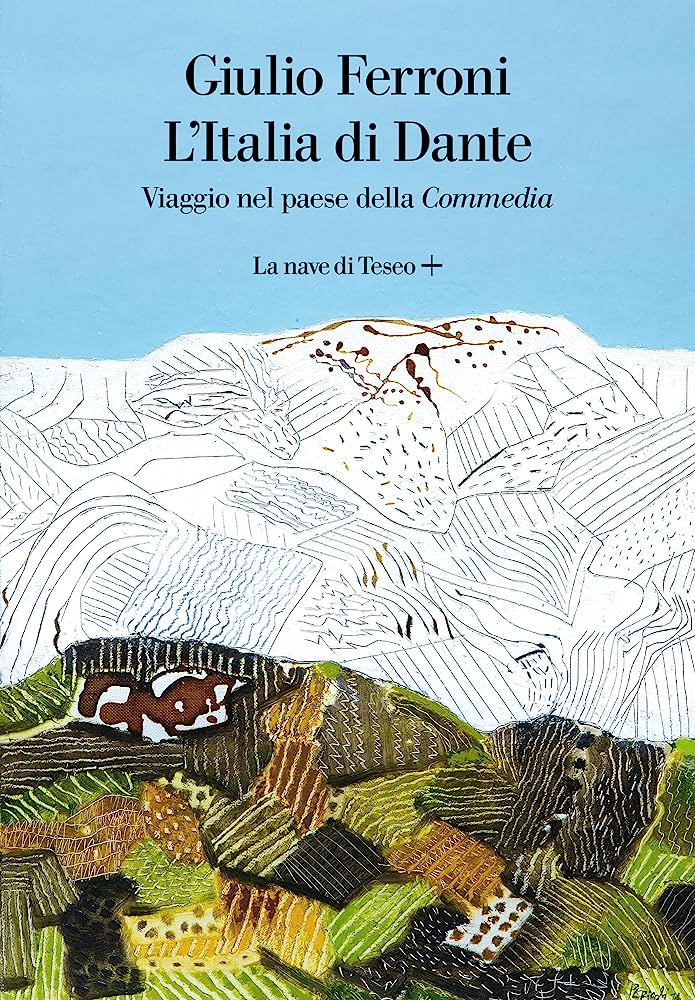 Giulio Ferroni
L'Italia di Dante
Viaggio nel paese della Commedia
La nave di Teseo +